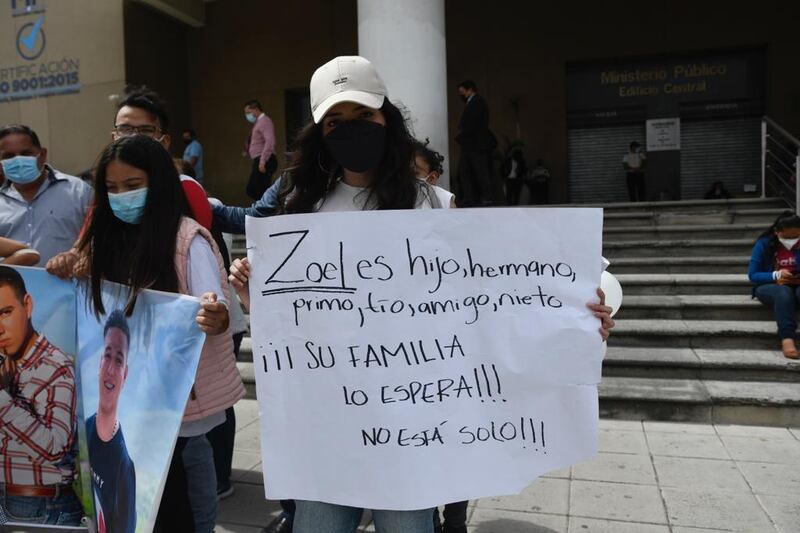 CERTIFICACIÓN
9001:2015
Ministerio Público
Edificio Central
Zoel es hijo, hermano,
primo, tío, amigo, nieto
¡¡¡ SU FAMILIA
LO ESPERA!!!
NO ESTÁ SOLO!!!